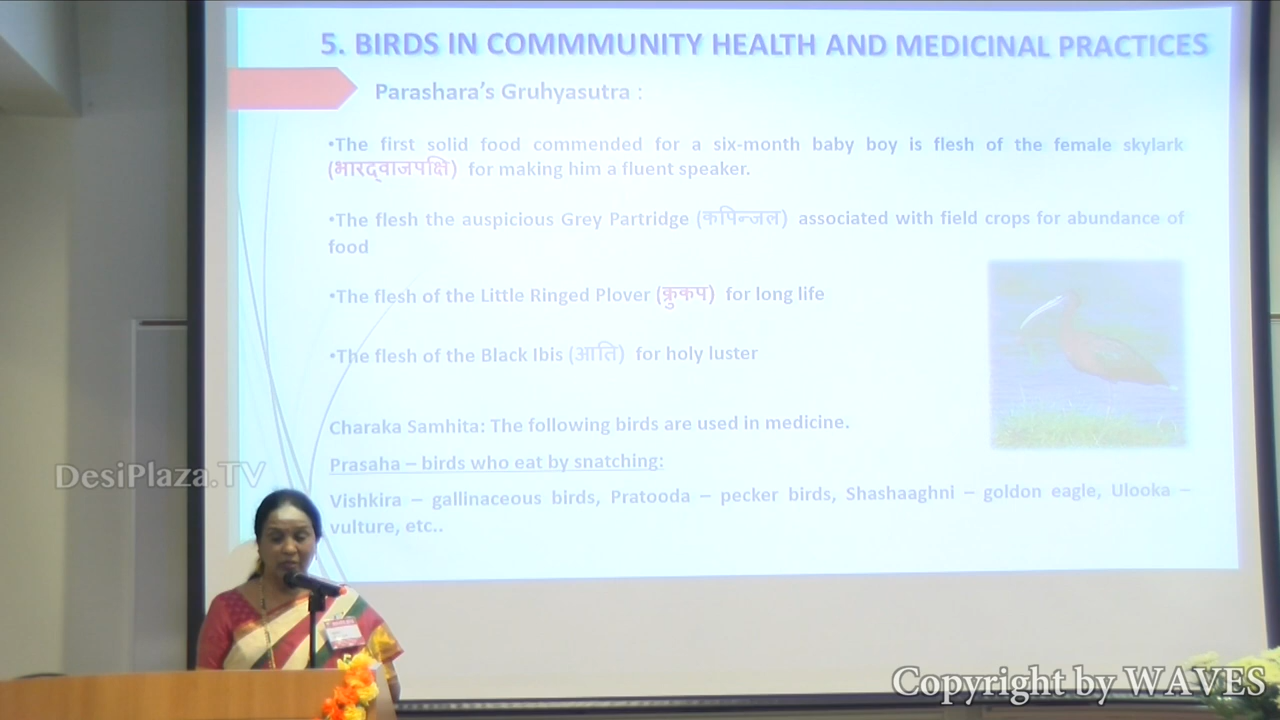 5. BIRDS IN COMMMUNITY HEALTH AND MEDICINAL PRACTICES
Parashara's Gruhyasutra :
•The first solid food commended for a six-month baby boy is flesh of the female skylark
(भारद्वाजपक्षि) for making him a fluent speaker.
•The flesh the auspicious Grey Partridge (कपिन्जल) associated with field crops for abundance of
food
•The flesh of the Little Ringed Plover (क्रुकप) for long life
•The flesh of the Black Ibis (आति) for holy luster
Charaka Samhita: The following birds are used in medicine.
Prasaha – birds who eat by snatching:
Vishkira – gallinaceous birds, Pratooda – pecker birds, Shashaaghni – goldon eagle, Ulooka –
vulture, etc..
DesiPlaza.TV
Copyright by WAVES